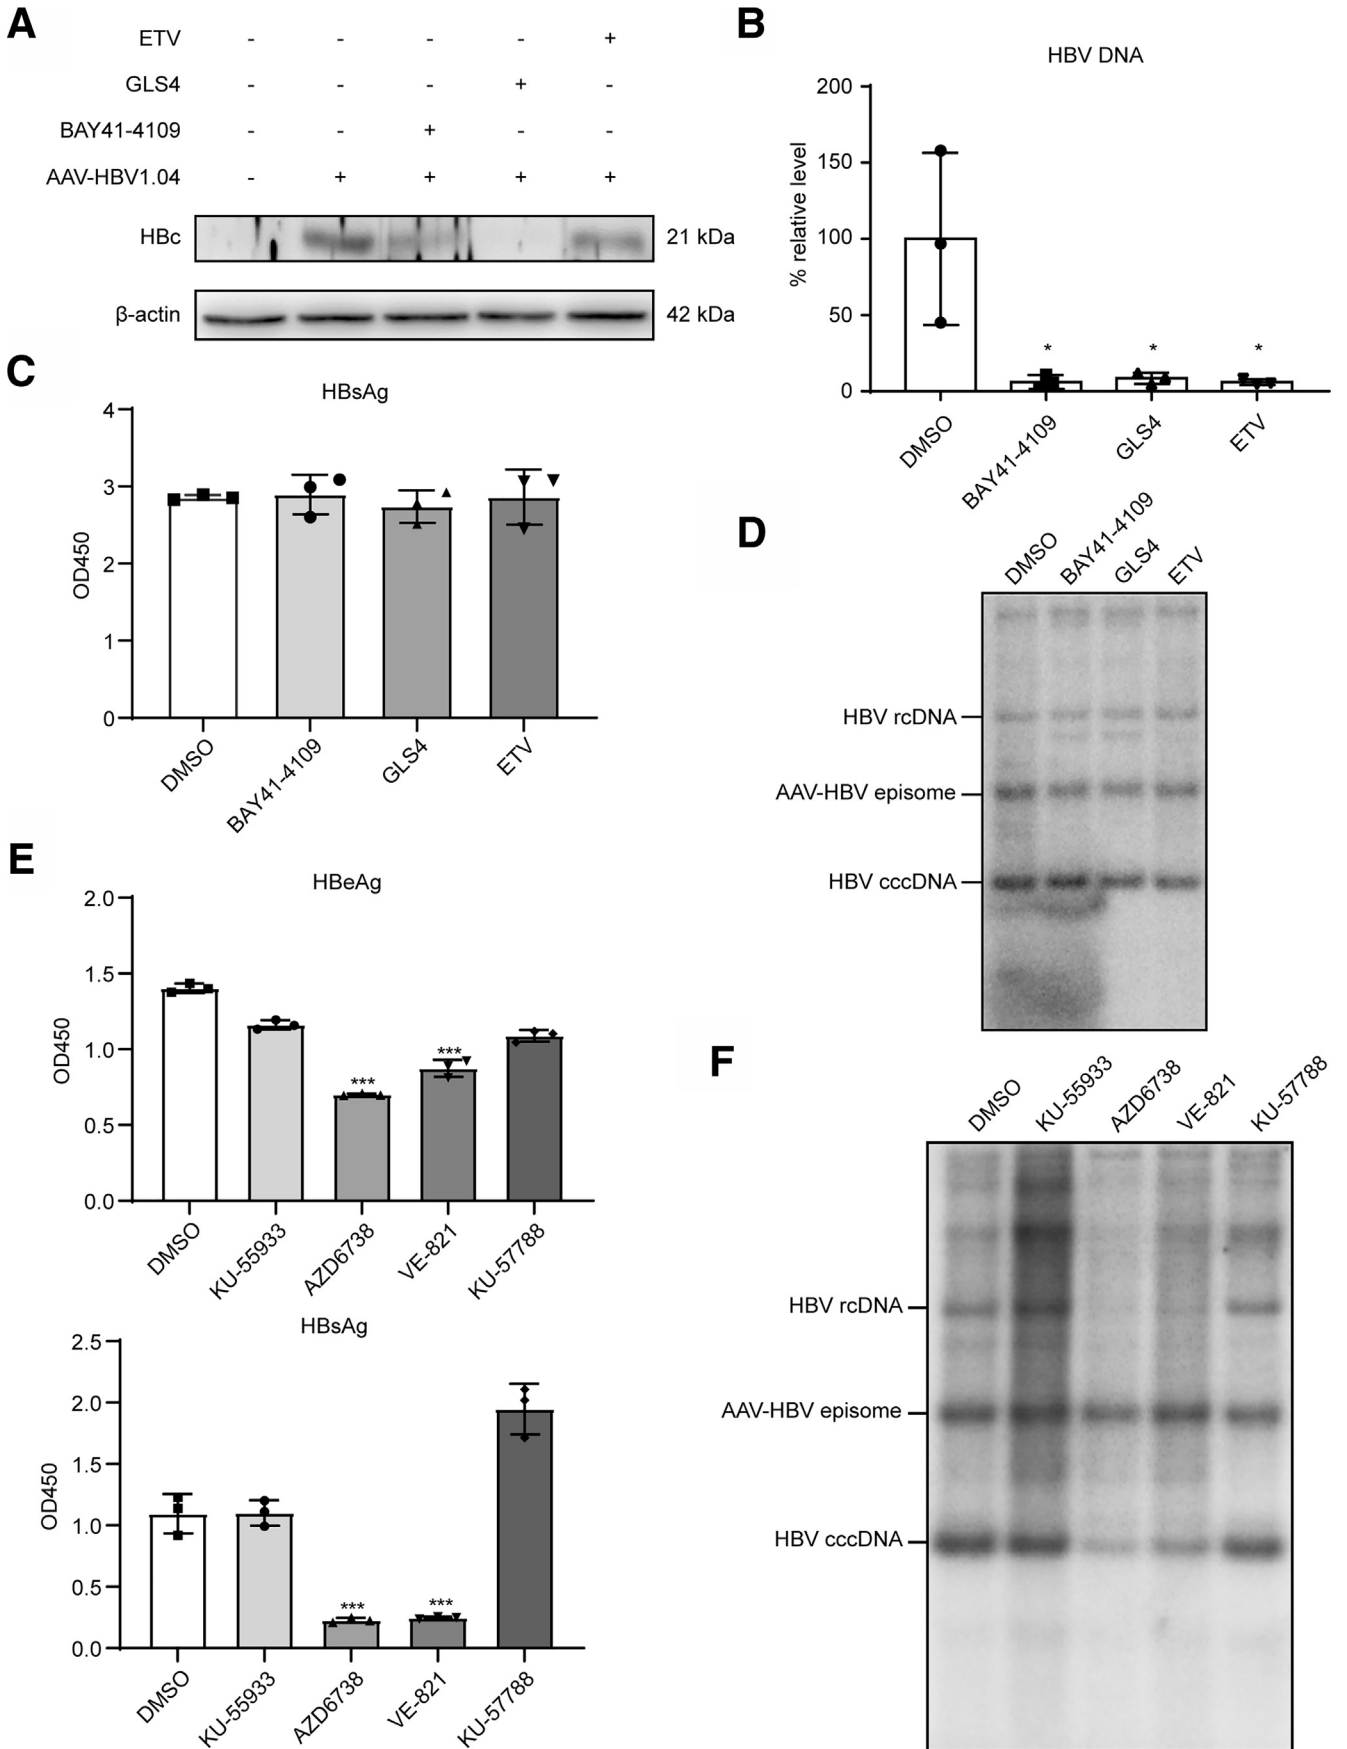 A
ETV - - - - +
GLS4 - - - + -
BAY41-4109 - - + - -
AAV-HBV1.04 - + + + +
HBc 21 kDa
β-actin 42 kDa
B
HBV DNA
% relative level
200
150
100
50
0
* * *
DMSO BAY41-4109 GLS4 ETV
C
HBsAg
OD450
4
3
2
1
0
DMSO BAY41-4109 GLS4 ETV
D
DMSO BAY41-4109 GLS4 ETV
HBV rcDNA
AAV-HBV episome
HBV cccDNA
E
HBeAg
OD450
2.0
1.5
1.0
0.5
0.0
*** ***
DMSO KU-55933 AZD6738 VE-821 KU-57788
HBsAg
OD450
2.5
2.0
1.5
1.0
0.5
0.0
*** ***
DMSO KU-55933 AZD6738 VE-821 KU-57788
F
DMSO KU-55933 AZD6738 VE-821 KU-57788
HBV rcDNA
AAV-HBV episome
HBV cccDNA